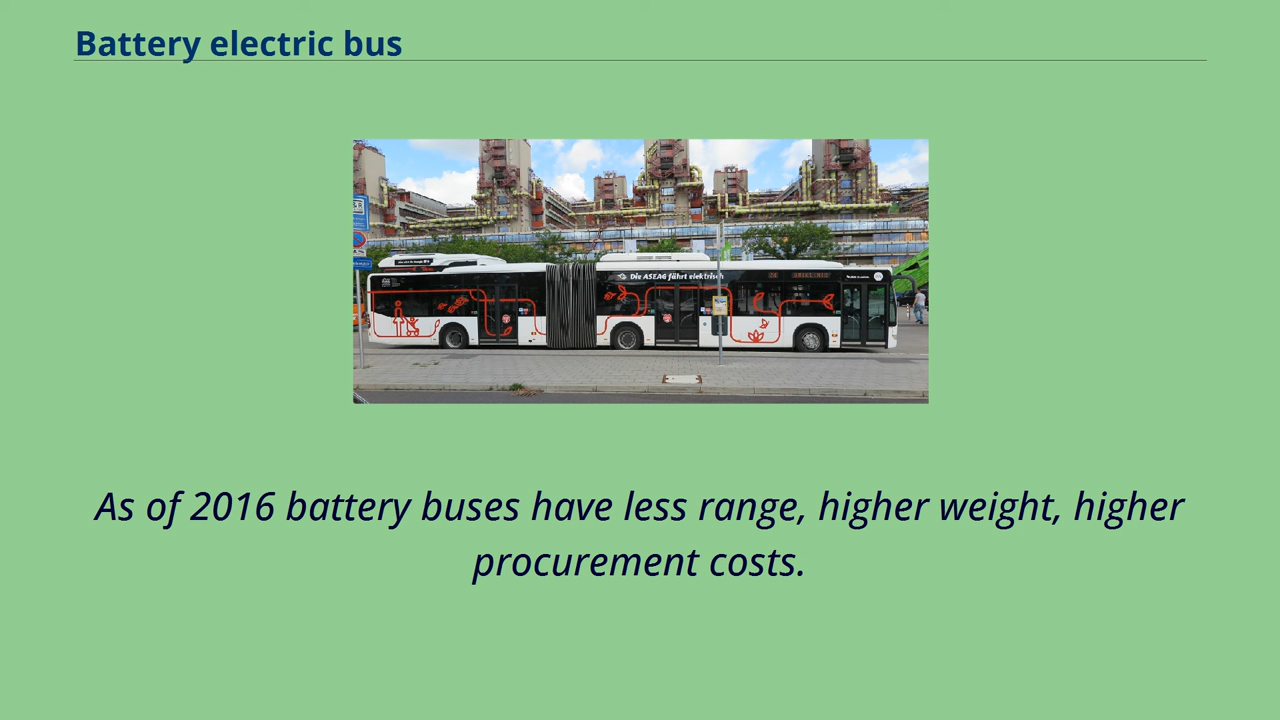 Battery electric bus
Die ASEAG fährt elektrisch
As of 2016 battery buses have less range, higher weight, higher
procurement costs.